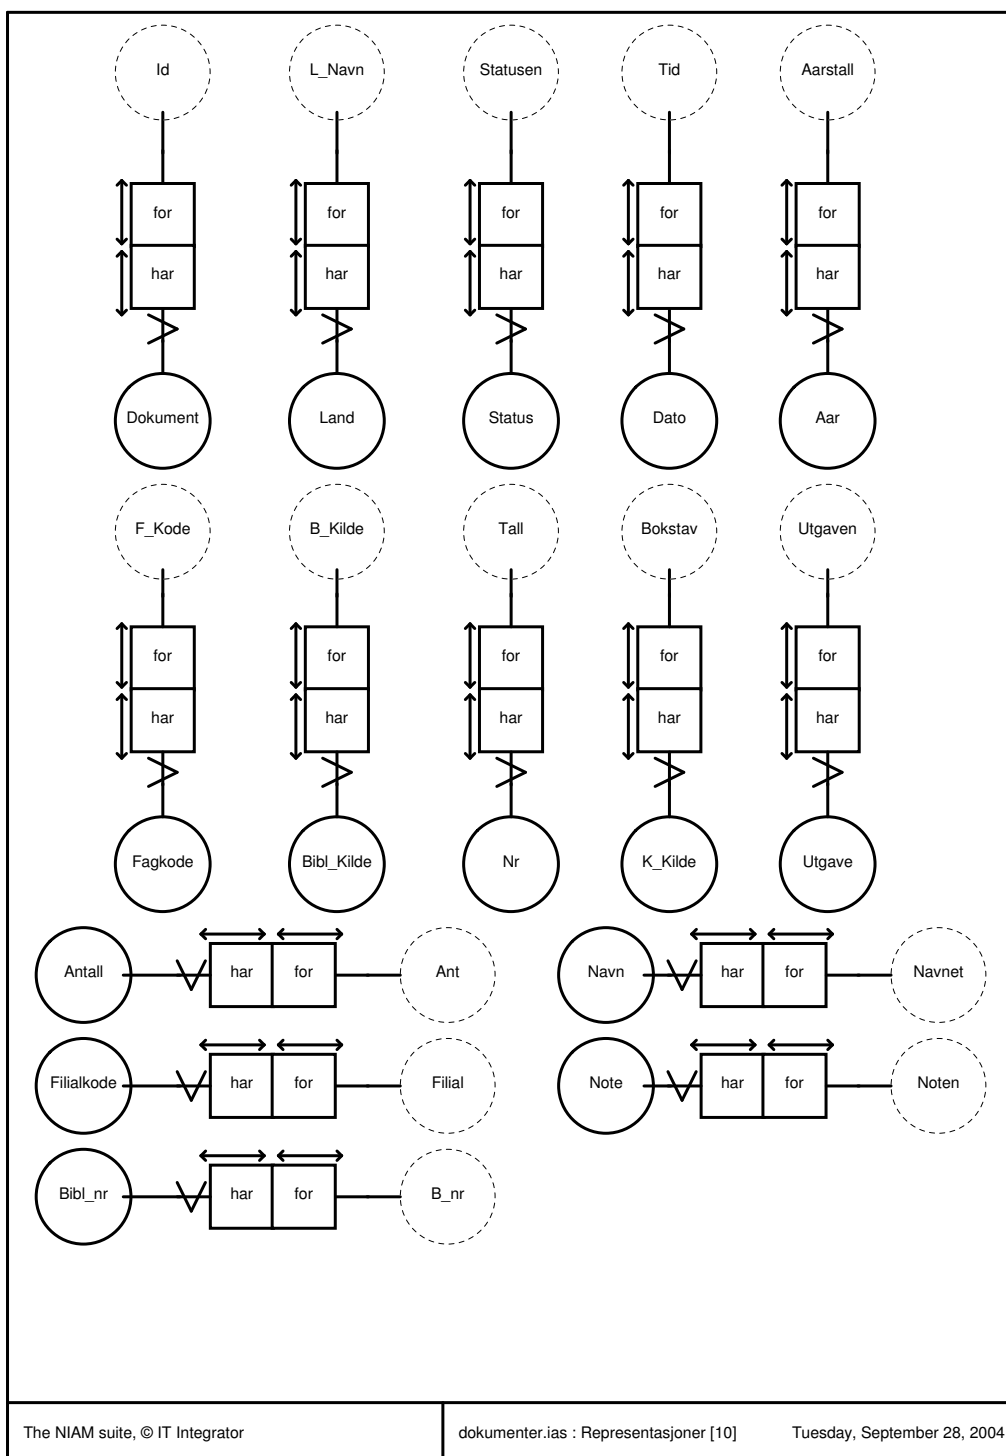 Id L_Navn Statusen Tid Aarstall
for for for for for
har har har har har
Dokument Land Status Dato Aar
F_Kode B_Kilde Tall Bokstav Utgaven
for for for for for
har har har har har
Fagkode Bibl_Kilde Nr K_Kilde Utgave
Antall har for Ant Navn har for Navnet
Filialkode har for Filial Note har for Noten
Bibl_nr har for B_nr
The NIAM suite, © IT Integrator dokumenter.ias : Representasjoner [10] Tuesday, September 28, 2004